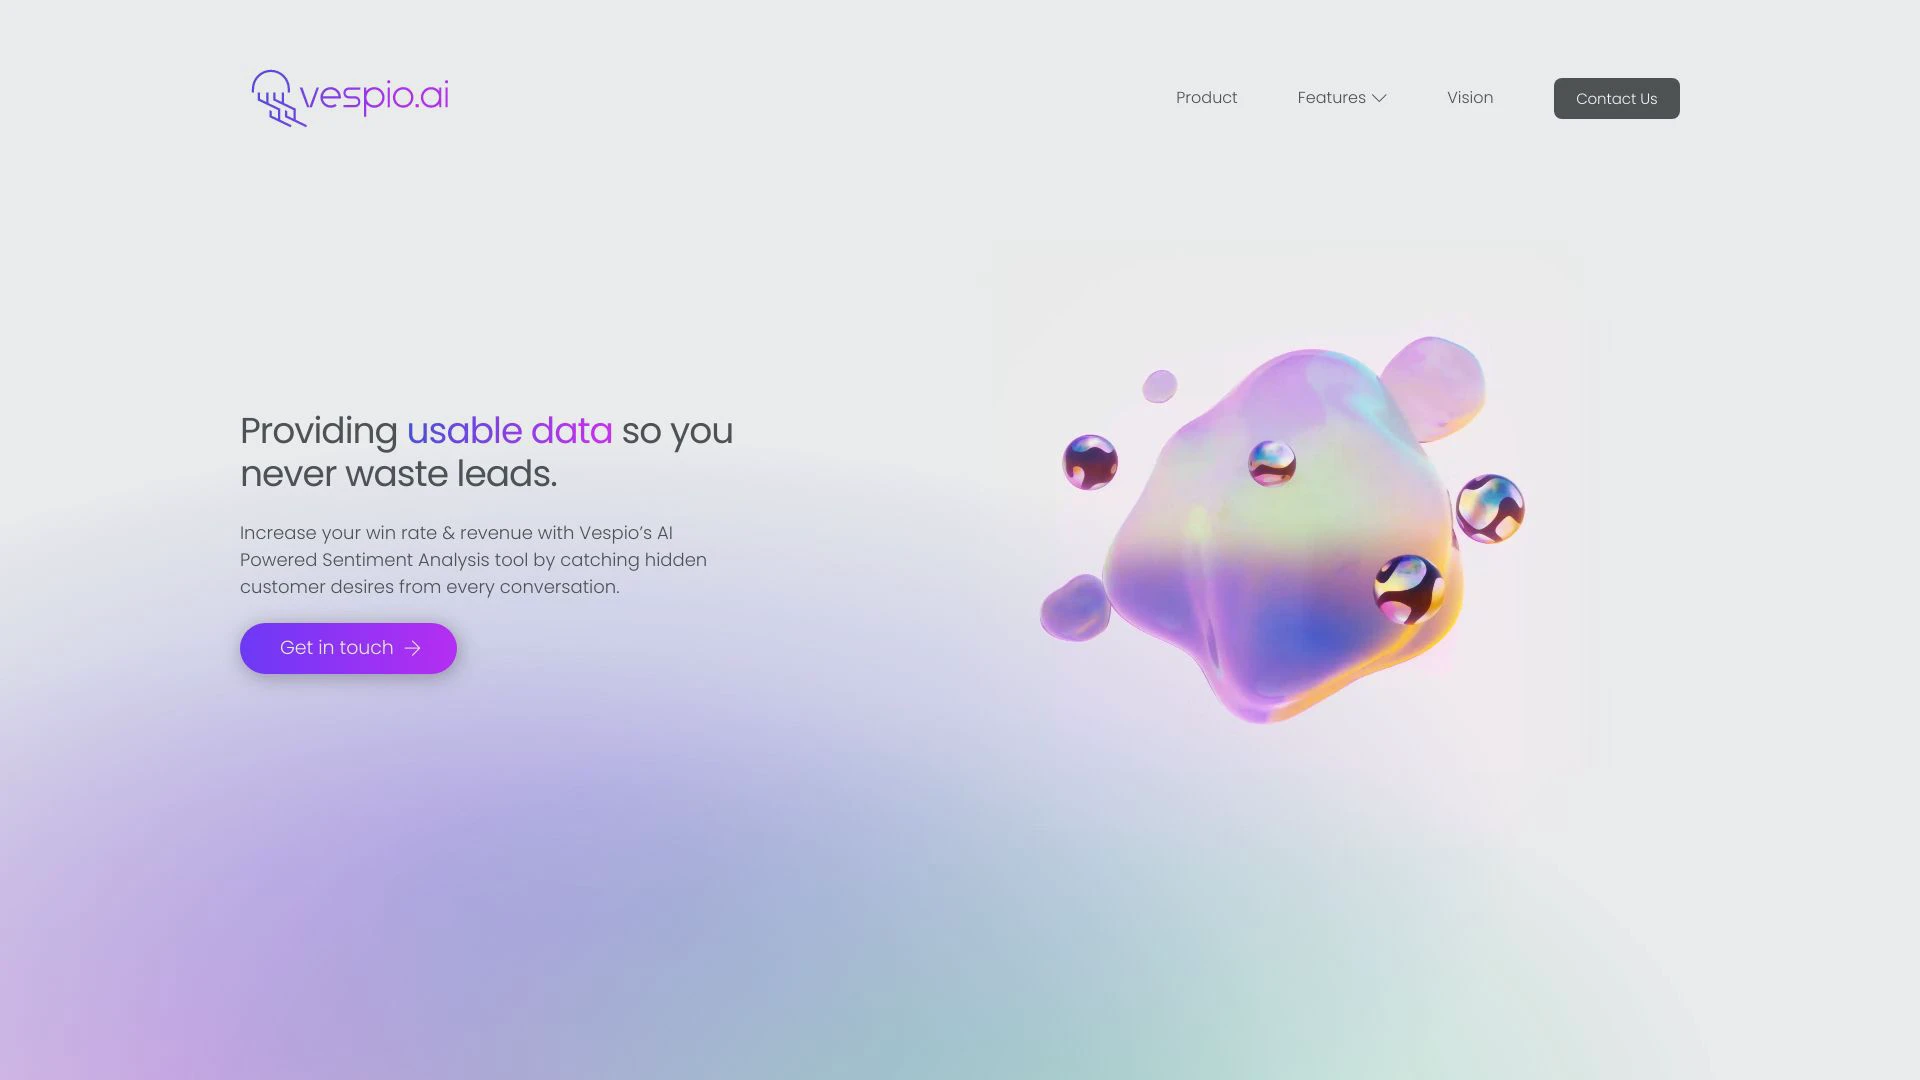 vespio.ai
Product
Features
Vision
Contact Us
Providing usable data so you
never waste leads.
Increase your win rate & revenue with Vespio’s AI
Powered Sentiment Analysis tool by catching hidden
customer desires from every conversation.
Get in touch